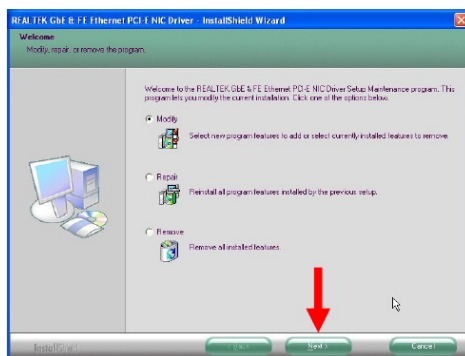 REALTEK GbE & FE Ethernet PCI-E NIC Driver - InstallShield Wizard
Welcome
Modify, repair, or remove the program.
Welcome to the REALTEK GbE & FE Ethernet PCI-E NIC Driver Setup Maintenance program. This
program lets you modify the current installation. Click one of the options below.
Modify
Select new program features to add or select currently installed features to remove.
Repair
Reinstall all program features installed by the previous setup.
Remove
Remove all installed features.
InstallShield
< Back
Next >
Cancel